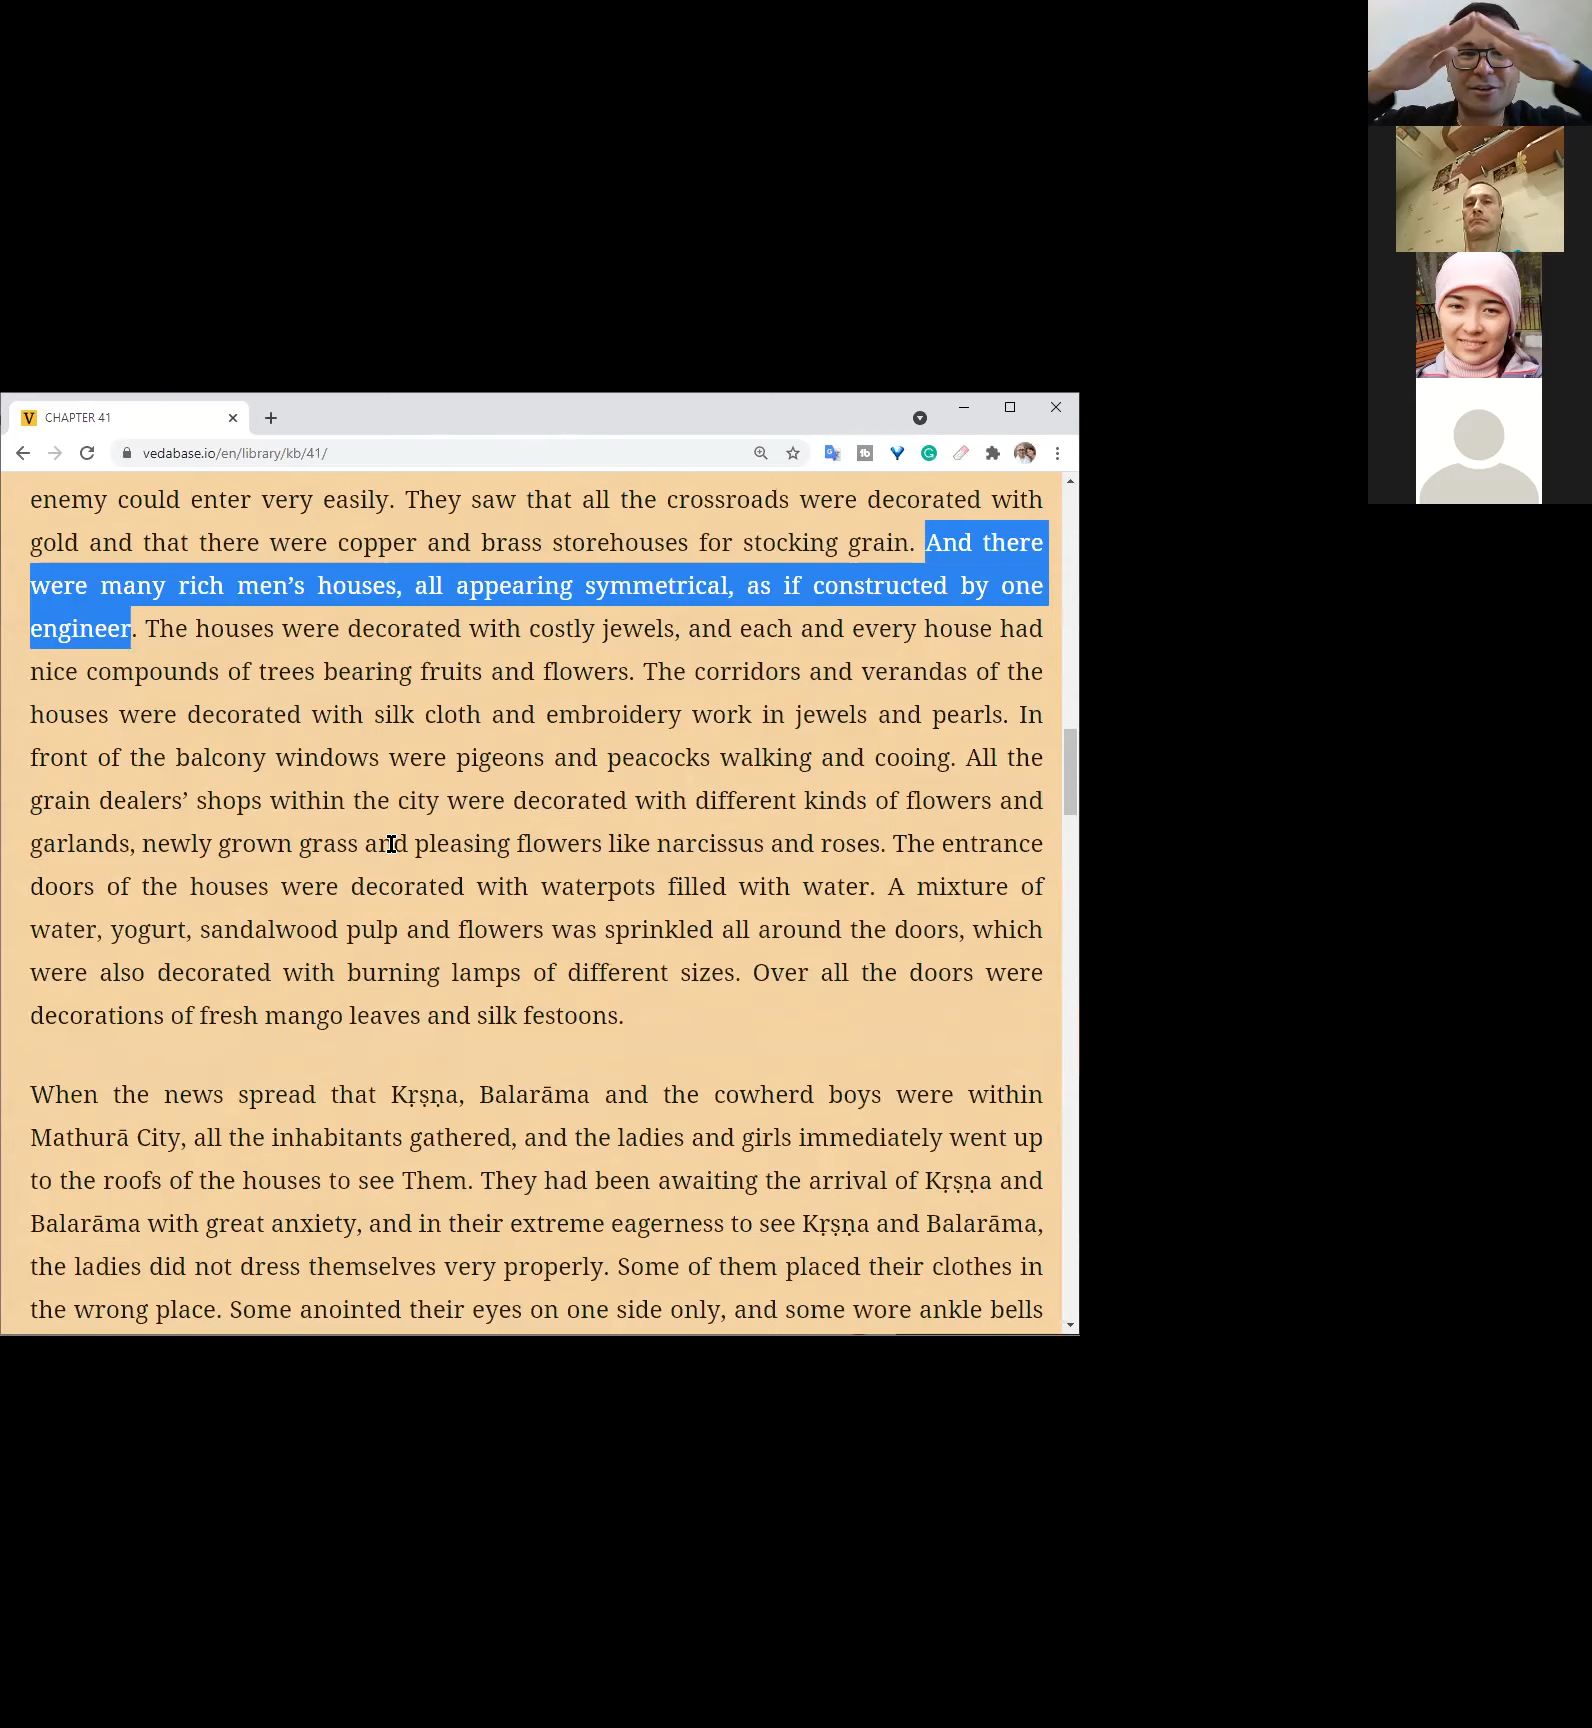 CHAPTER 41
vedabase.io/en/library/kb/41/
enemy could enter very easily. They saw that all the crossroads were decorated with
gold and that there were copper and brass storehouses for stocking grain. And there
were many rich men’s houses, all appearing symmetrical, as if constructed by one
engineer. The houses were decorated with costly jewels, and each and every house had
nice compounds of trees bearing fruits and flowers. The corridors and verandas of the
houses were decorated with silk cloth and embroidery work in jewels and pearls. In
front of the balcony windows were pigeons and peacocks walking and cooing. All the
grain dealers’ shops within the city were decorated with different kinds of flowers and
garlands, newly grown grass and pleasing flowers like narcissus and roses. The entrance
doors of the houses were decorated with waterpots filled with water. A mixture of
water, yogurt, sandalwood pulp and flowers was sprinkled all around the doors, which
were also decorated with burning lamps of different sizes. Over all the doors were
decorations of fresh mango leaves and silk festoons.
When the news spread that Kṛṣṇa, Balarāma and the cowherd boys were within
Mathurā City, all the inhabitants gathered, and the ladies and girls immediately went up
to the roofs of the houses to see Them. They had been awaiting the arrival of Kṛṣṇa and
Balarāma with great anxiety, and in their extreme eagerness to see Kṛṣṇa and Balarāma,
the ladies did not dress themselves very properly. Some of them placed their clothes in
the wrong place. Some anointed their eyes on one side only, and some wore ankle bells